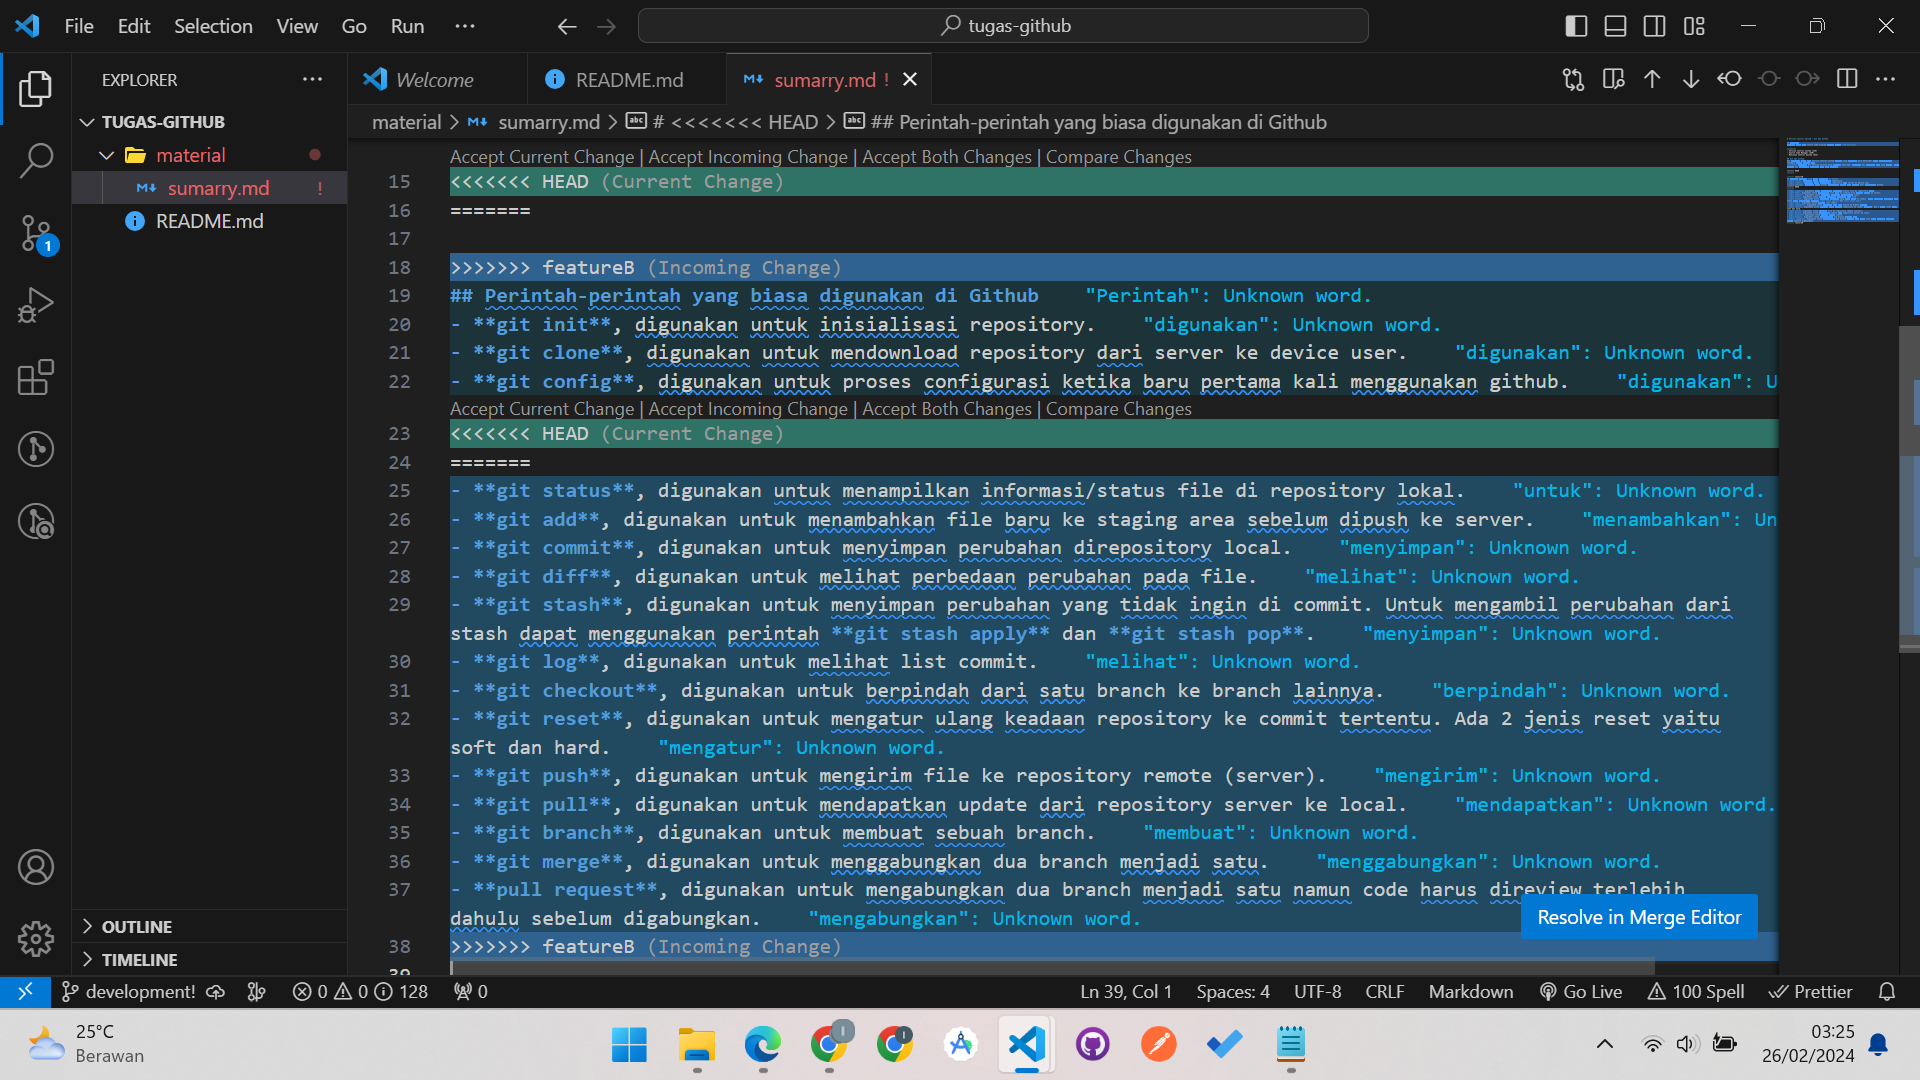 File Edit Selection View Go Run ··· tugas-github
EXPLORER ···
Welcome README.md sumarry.md ! 
TUGAS-GITHUB
material
sumarry.md !
README.md
material > sumarry.md > # <<<<<<< HEAD > ## Perintah-perintah yang biasa digunakan di Github
Accept Current Change | Accept Incoming Change | Accept Both Changes | Compare Changes
15 <<<<<<< HEAD (Current Change)
16 =======
17
18 >>>>>>> featureB (Incoming Change)
19 ## Perintah-perintah yang biasa digunakan di Github "Perintah": Unknown word.
20 - **git init**, digunakan untuk inisialisasi repository. "digunakan": Unknown word.
21 - **git clone**, digunakan untuk mendownload repository dari server ke device user. "digunakan": Unknown word.
22 - **git config**, digunakan untuk proses configurasi ketika baru pertama kali menggunakan github. "digunakan": U
Accept Current Change | Accept Incoming Change | Accept Both Changes | Compare Changes
23 <<<<<<< HEAD (Current Change)
24 =======
25 - **git status**, digunakan untuk menampilkan informasi/status file di repository lokal. "untuk": Unknown word.
26 - **git add**, digunakan untuk menambahkan file baru ke staging area sebelum dipush ke server. "menambahkan": Un
27 - **git commit**, digunakan untuk menyimpan perubahan direpository local. "menyimpan": Unknown word.
28 - **git diff**, digunakan untuk melihat perbedaan perubahan pada file. "melihat": Unknown word.
29 - **git stash**, digunakan untuk menyimpan perubahan yang tidak ingin di commit. Untuk mengambil perubahan dari
stash dapat menggunakan perintah **git stash apply** dan **git stash pop**. "menyimpan": Unknown word.
30 - **git log**, digunakan untuk melihat list commit. "melihat": Unknown word.
31 - **git checkout**, digunakan untuk berpindah dari satu branch ke branch lainnya. "berpindah": Unknown word.
32 - **git reset**, digunakan untuk mengatur ulang keadaan repository ke commit tertentu. Ada 2 jenis reset yaitu
soft dan hard. "mengatur": Unknown word.
33 - **git push**, digunakan untuk mengirim file ke repository remote (server). "mengirim": Unknown word.
34 - **git pull**, digunakan untuk mendapatkan update dari repository server ke local. "mendapatkan": Unknown word.
35 - **git branch**, digunakan untuk membuat sebuah branch. "membuat": Unknown word.
36 - **git merge**, digunakan untuk menggabungkan dua branch menjadi satu. "menggabungkan": Unknown word.
37 - **pull request**, digunakan untuk mengabungkan dua branch menjadi satu namun code harus direview terlebih
dahulu sebelum digabungkan. "mengabungkan": Unknown word.
Resolve in Merge Editor
38 >>>>>>> featureB (Incoming Change)
39
1
OUTLINE
TIMELINE
development! 0 0 128 0 Ln 39, Col 1 Spaces: 4 UTF-8 CRLF Markdown Go Live 100 Spell Prettier
25°C
Berawan
03:25
26/02/2024